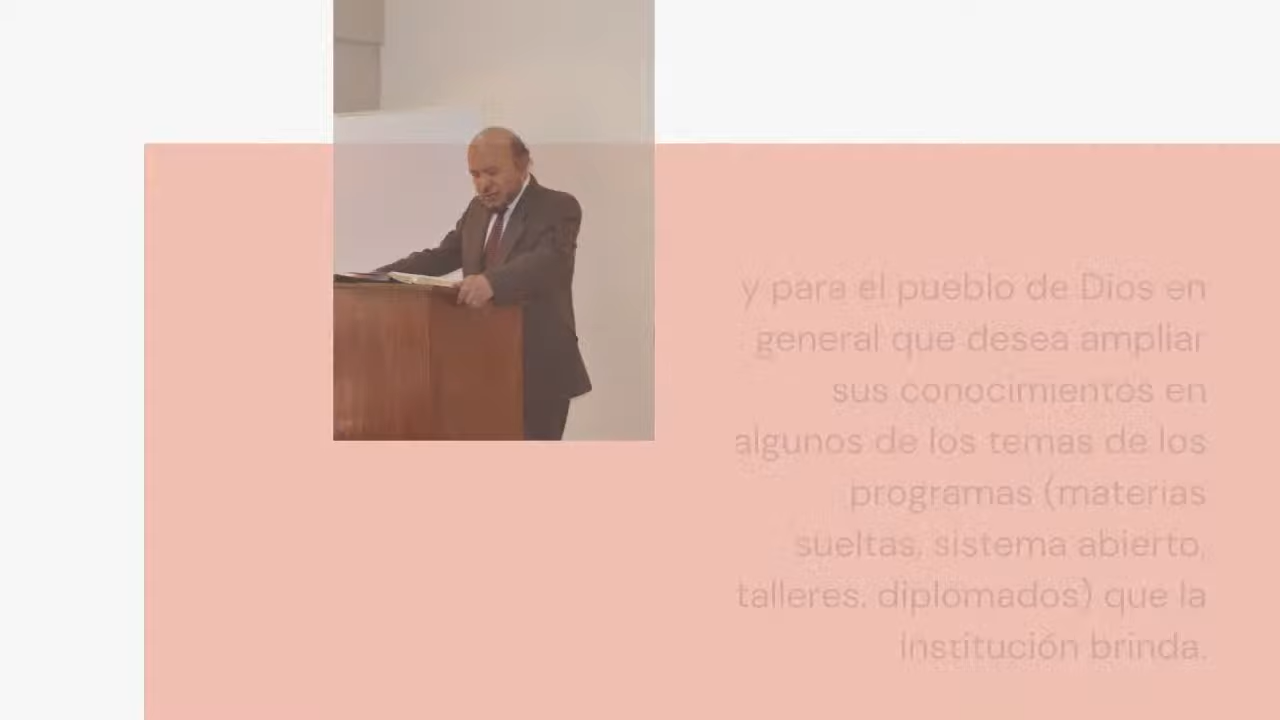 y para el pueblo de Dios en
general que desea ampliar
sus conocimientos en
algunos de los temas de los
programas (materias
sueltas, sistema abierto,
talleres, diplomados) que la
institución brinda.